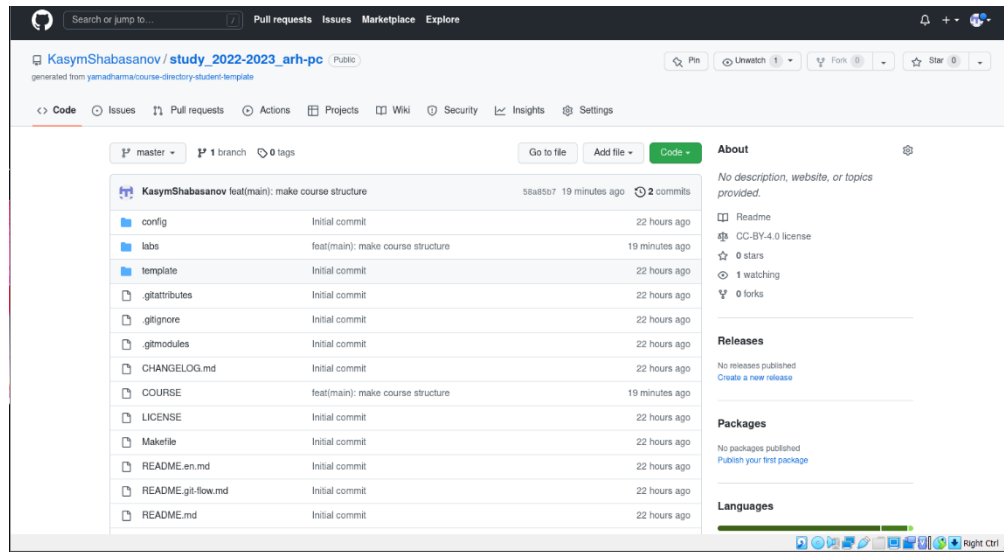 Search or jump to... / Pull requests Issues Marketplace Explore
KasymShabasanov / study_2022-2023_arh-pc Public Pin Unwatch 1 Fork 0 Star 0
generated from yamadharma/course-directory-student-template
Code Issues Pull requests Actions Projects Wiki Security Insights Settings
master 1 branch 0 tags Go to file Add file Code
KasymShabasanov feat(main): make course structure 58a85b7 19 minutes ago 2 commits
config Initial commit 22 hours ago
labs feat(main): make course structure 19 minutes ago
template Initial commit 22 hours ago
.gitattributes Initial commit 22 hours ago
.gitignore Initial commit 22 hours ago
.gitmodules Initial commit 22 hours ago
CHANGELOG.md Initial commit 22 hours ago
COURSE feat(main): make course structure 19 minutes ago
LICENSE Initial commit 22 hours ago
Makefile Initial commit 22 hours ago
README.en.md Initial commit 22 hours ago
README.git-flow.md Initial commit 22 hours ago
README.md Initial commit 22 hours ago
About
No description, website, or topics
provided.
Readme
CC-BY-4.0 license
0 stars
1 watching
0 forks
Releases
No releases published
Create a new release
Packages
No packages published
Publish your first package
Languages
Right Ctrl